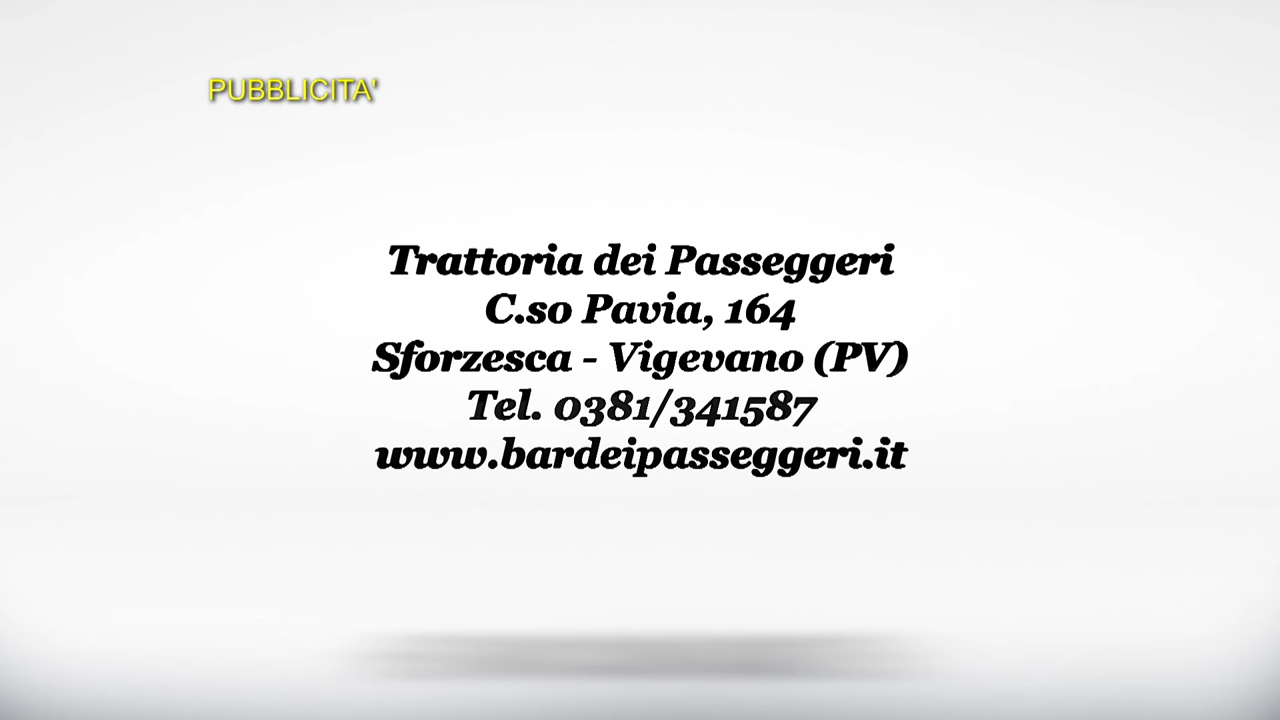 PUBBLICITA'
Trattoria dei Passeggeri
C.so Pavia, 164
Sforzesca - Vigevano (PV)
Tel. 0381/341587
www.bardeipasseggeri.it